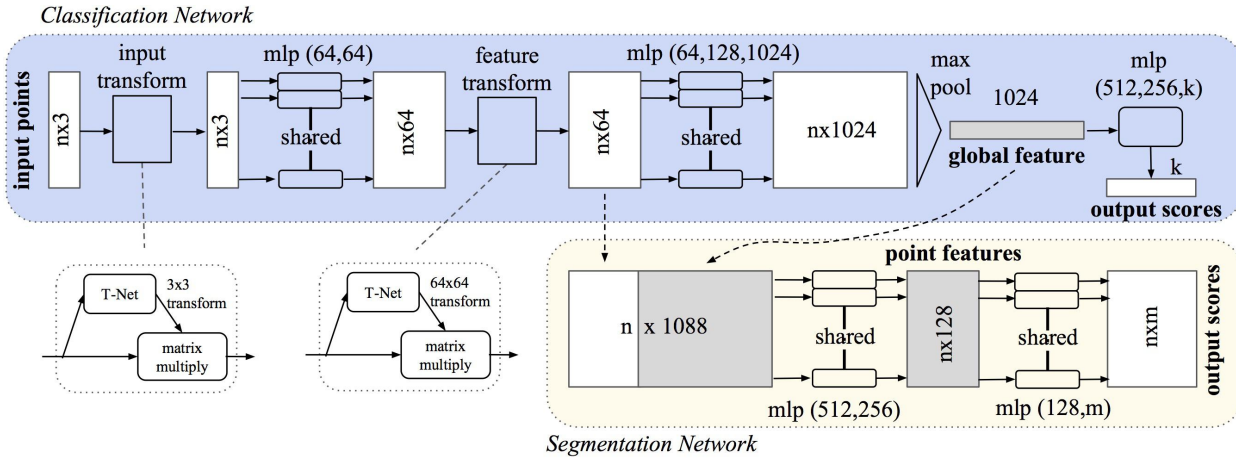 Classification Network
input points
nx3
input
transform
nx3
mlp (64,64)
shared
nx64
feature
transform
nx64
mlp (64,128,1024)
shared
nx1024
max
pool
1024
global feature
mlp
(512,256,k)
k
output scores
T-Net
3x3
transform
matrix
multiply
T-Net
64x64
transform
matrix
multiply
point features
n x 1088
shared
mlp (512,256)
nx128
shared
mlp (128,m)
nxm
output scores
Segmentation Network